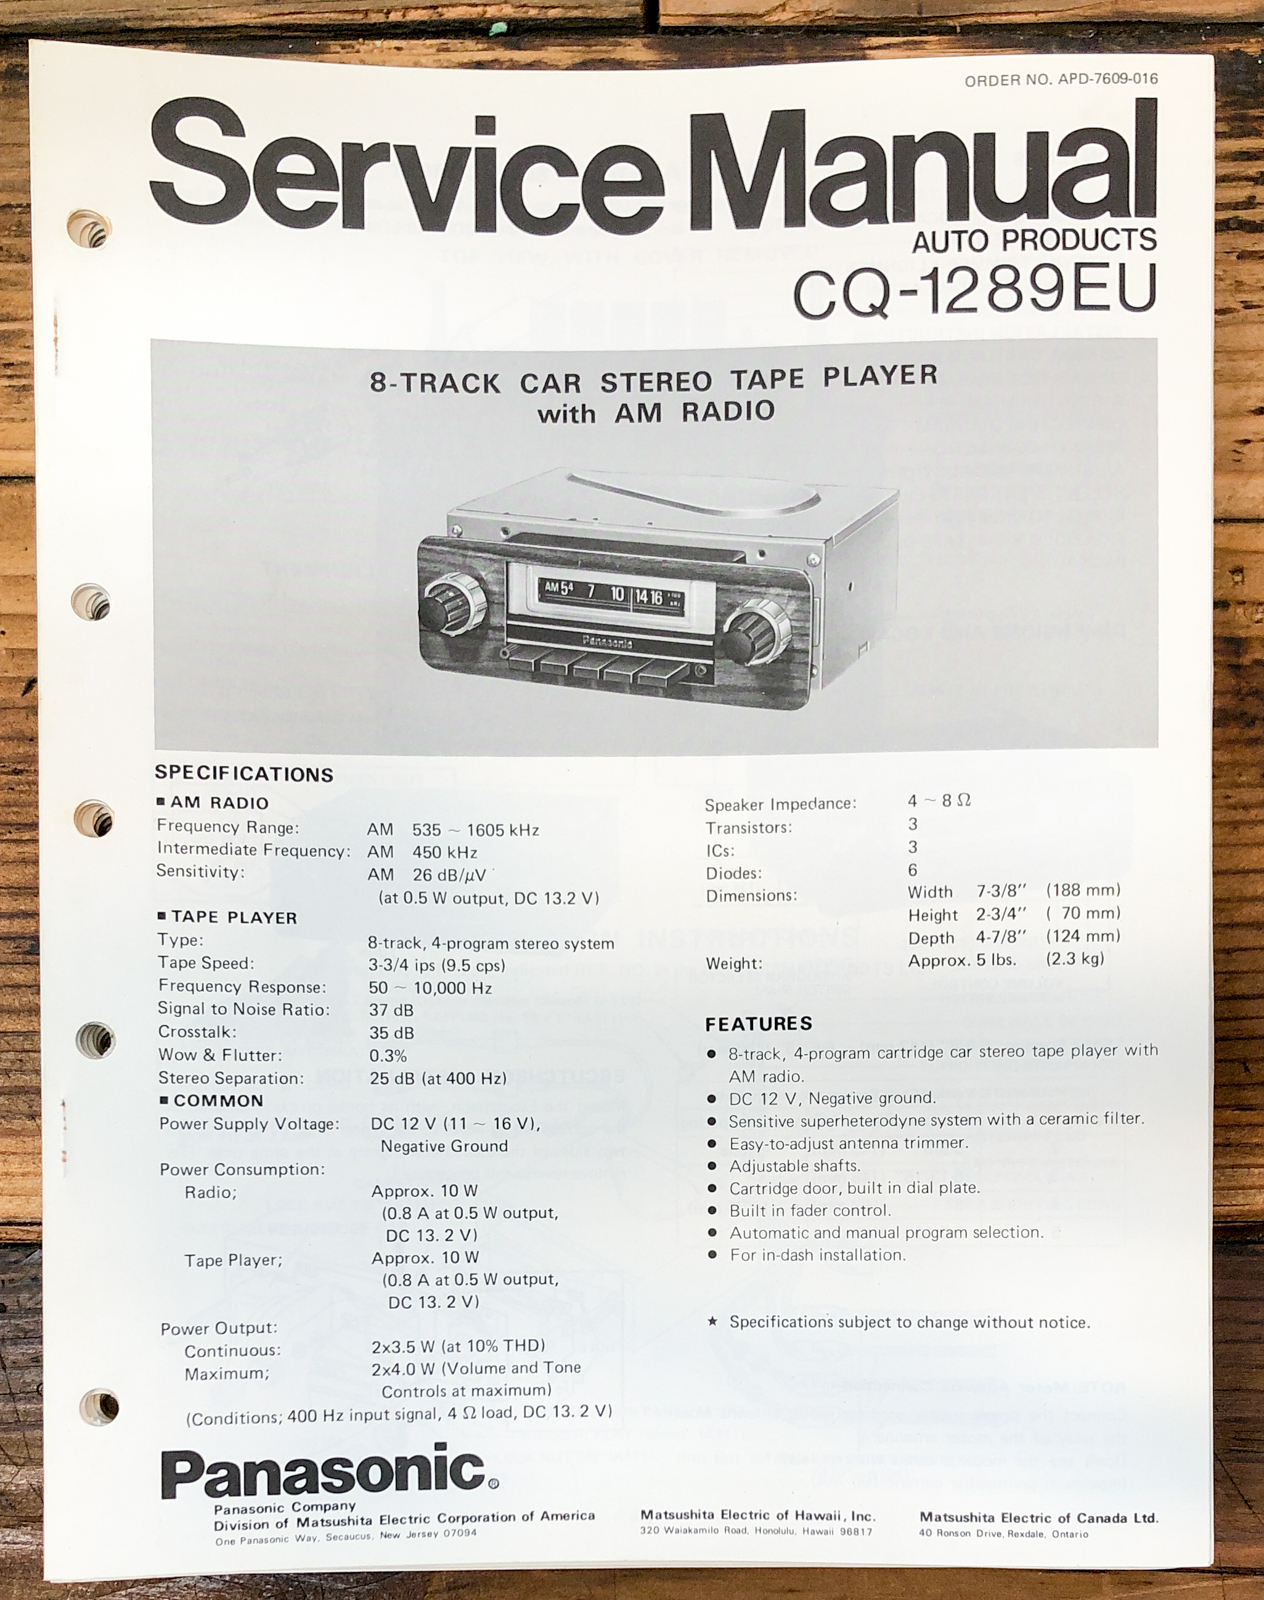 ORDER NO. APD-7609-016
Service Manual
AUTO PRODUCTS
CQ-1289EU
8-TRACK CAR STEREO TAPE PLAYER
with AM RADIO
AM 5⁴ 7 10 14 16
Panasonic
SPECIFICATIONS
■ AM RADIO
Frequency Range: AM 535 ~ 1605 kHz
Intermediate Frequency: AM 450 kHz
Sensitivity: AM 26 dB/μV
(at 0.5 W output, DC 13.2 V)
■ TAPE PLAYER
Type: 8-track, 4-program stereo system
Tape Speed: 3-3/4 ips (9.5 cps)
Frequency Response: 50 ~ 10,000 Hz
Signal to Noise Ratio: 37 dB
Crosstalk: 35 dB
Wow & Flutter: 0.3%
Stereo Separation: 25 dB (at 400 Hz)
■ COMMON
Power Supply Voltage: DC 12 V (11 ~ 16 V),
Negative Ground
Power Consumption:
Radio; Approx. 10 W
(0.8 A at 0.5 W output,
DC 13. 2 V)
Tape Player; Approx. 10 W
(0.8 A at 0.5 W output,
DC 13. 2 V)
Power Output:
Continuous: 2x3.5 W (at 10% THD)
Maximum; 2x4.0 W (Volume and Tone
Controls at maximum)
(Conditions; 400 Hz input signal, 4 Ω load, DC 13. 2 V)
Speaker Impedance: 4 ~ 8 Ω
Transistors: 3
ICs: 3
Diodes: 6
Dimensions: Width 7-3/8″ (188 mm)
Height 2-3/4″ ( 70 mm)
Depth 4-7/8″ (124 mm)
Weight: Approx. 5 lbs. (2.3 kg)
FEATURES
● 8-track, 4-program cartridge car stereo tape player with
AM radio.
● DC 12 V, Negative ground.
● Sensitive superheterodyne system with a ceramic filter.
● Easy-to-adjust antenna trimmer.
● Adjustable shafts.
● Cartridge door, built in dial plate.
● Built in fader control.
● Automatic and manual program selection.
● For in-dash installation.
★ Specifications subject to change without notice.
Panasonic®
Panasonic Company
Division of Matsushita Electric Corporation of America
One Panasonic Way, Secaucus, New Jersey 07094
Matsushita Electric of Hawaii, Inc.
320 Waiakamilo Road, Honolulu, Hawaii 96817
Matsushita Electric of Canada Ltd.
40 Ronson Drive, Rexdale, Ontario